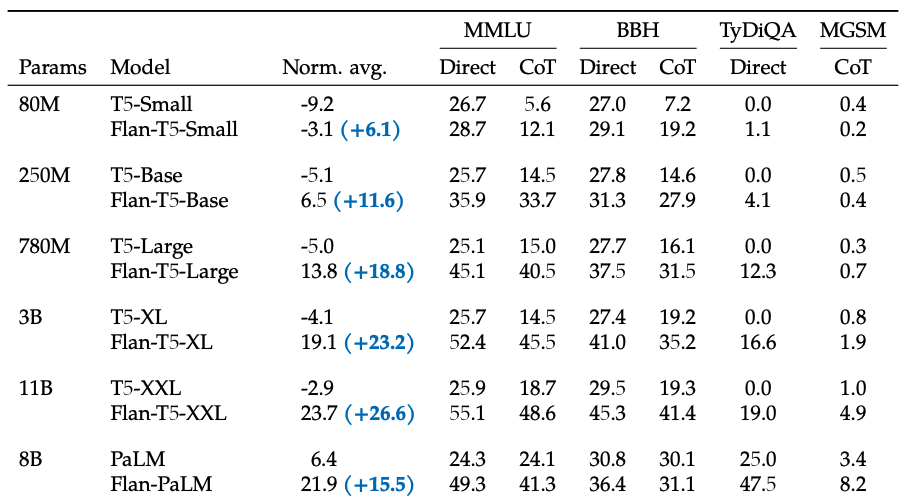 MMLU BBH TyDiQA MGSM
Params Model Norm. avg. Direct CoT Direct CoT Direct CoT
80M T5-Small -9.2 26.7 5.6 27.0 7.2 0.0 0.4
Flan-T5-Small -3.1 (+6.1) 28.7 12.1 29.1 19.2 1.1 0.2
250M T5-Base -5.1 25.7 14.5 27.8 14.6 0.0 0.5
Flan-T5-Base 6.5 (+11.6) 35.9 33.7 31.3 27.9 4.1 0.4
780M T5-Large -5.0 25.1 15.0 27.7 16.1 0.0 0.3
Flan-T5-Large 13.8 (+18.8) 45.1 40.5 37.5 31.5 12.3 0.7
3B T5-XL -4.1 25.7 14.5 27.4 19.2 0.0 0.8
Flan-T5-XL 19.1 (+23.2) 52.4 45.5 41.0 35.2 16.6 1.9
11B T5-XXL -2.9 25.9 18.7 29.5 19.3 0.0 1.0
Flan-T5-XXL 23.7 (+26.6) 55.1 48.6 45.3 41.4 19.0 4.9
8B PaLM 6.4 24.3 24.1 30.8 30.1 25.0 3.4
Flan-PaLM 21.9 (+15.5) 49.3 41.3 36.4 31.1 47.5 8.2